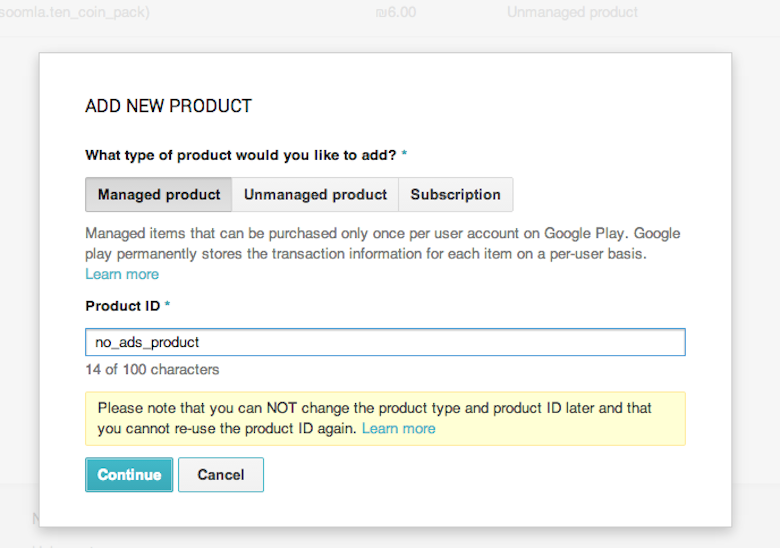 soomla.ten_coin_pack) ₪6.00 Unmanaged product
ADD NEW PRODUCT
What type of product would you like to add? *
Managed product Unmanaged product Subscription
Managed items that can be purchased only once per user account on Google Play. Google
play permanently stores the transaction information for each item on a per-user basis.
Learn more
Product ID *
no_ads_product
14 of 100 characters
Please note that you can NOT change the product type and product ID later and that
you cannot re-use the product ID again. Learn more
Continue Cancel